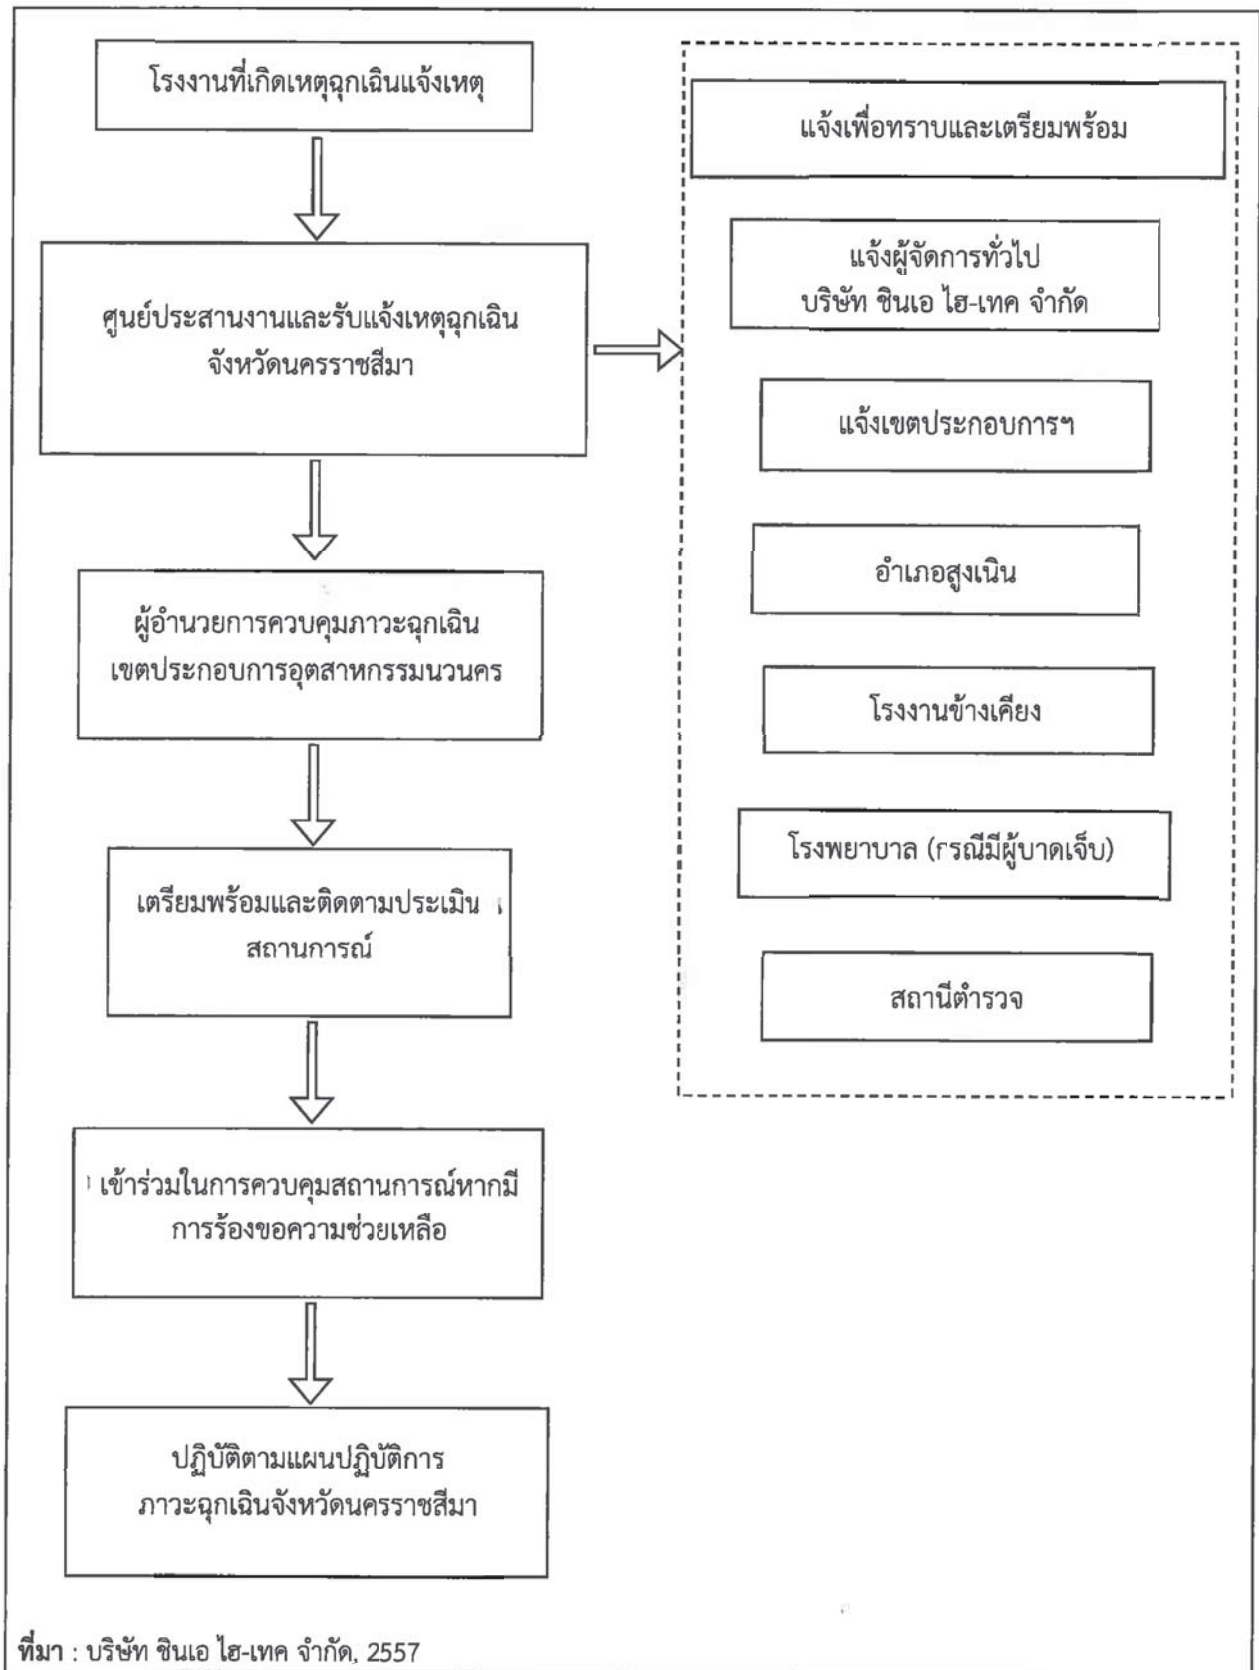 โรงงานที่เกิดเหตุฉุกเฉินแจ้งเหตุ
ศูนย์ประสานงานและรับแจ้งเหตุฉุกเฉิน
จังหวัดนครราชสีมา
ผู้อำนวยการควบคุมภาวะฉุกเฉิน
เขตประกอบการอุตสาหกรรมนวนคร
เตรียมพร้อมและติดตามประเมิน
สถานการณ์
เข้าร่วมในการควบคุมสถานการณ์หากมี
การร้องขอความช่วยเหลือ
ปฏิบัติตามแผนปฏิบัติการ
ภาวะฉุกเฉินจังหวัดนครราชสีมา
แจ้งเพื่อทราบและเตรียมพร้อม
แจ้งผู้จัดการทั่วไป
บริษัท ชินเอ ไฮ-เทค จำกัด
แจ้งเขตประกอบการฯ
อำเภอสูงเนิน
โรงงานข้างเคียง
โรงพยาบาล (กรณีมีผู้บาดเจ็บ)
สถานีตำรวจ
ที่มา : บริษัท ชินเอ ไฮ-เทค จำกัด, 2557